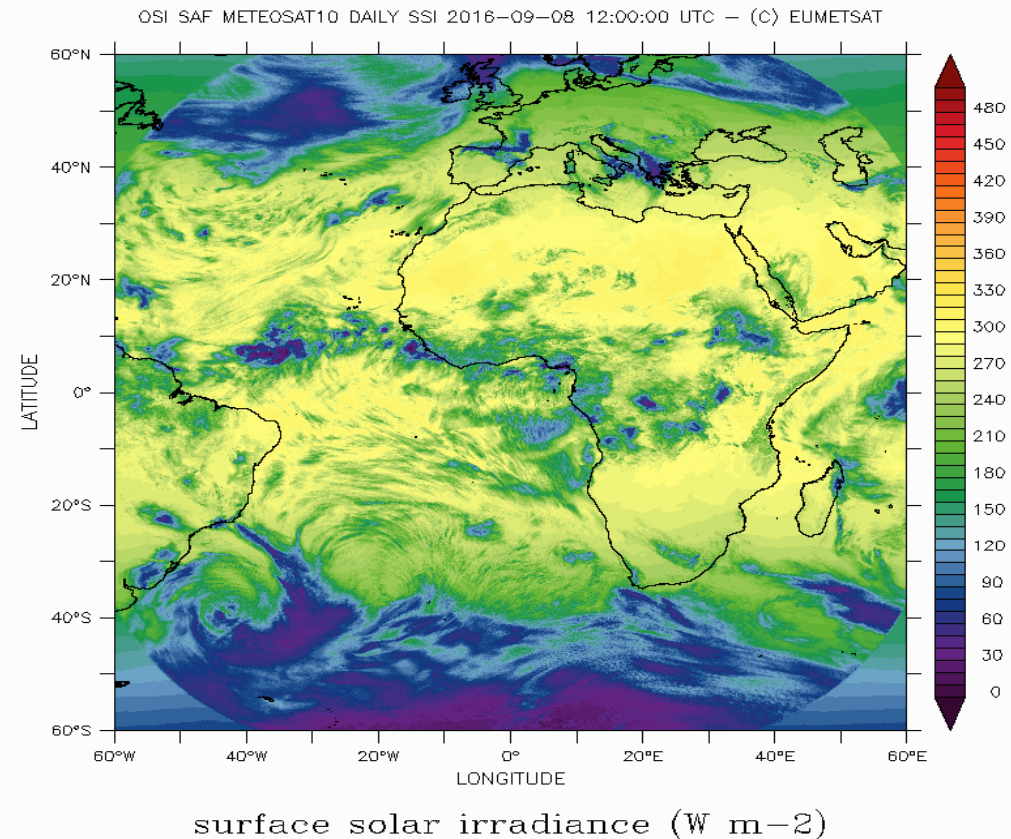 OSI SAF METEOSAT10 DAILY SSI 2016-09-08 12:00:00 UTC - (C) EUMETSAT
60°N
40°N
20°N
0°
20°S
40°S
60°S
LATITUDE
60°W
40°W
20°W
0°
20°E
40°E
60°E
LONGITUDE
480
450
420
390
360
330
300
270
240
210
180
150
120
90
60
30
0
surface solar irradiance (W m-2)